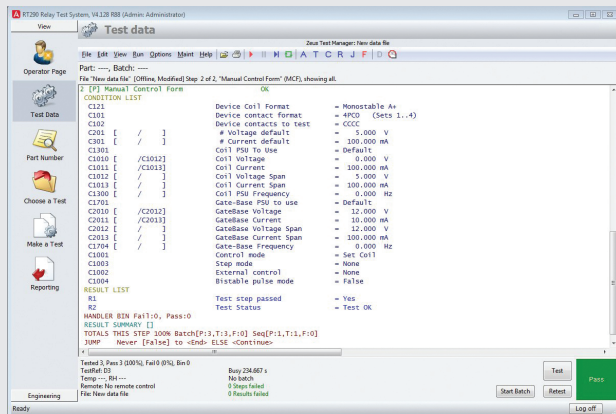 RT290 Relay Test System, V4.128 R88 (Admin: Administrator)
View
Test data
Zeus Test Manager: New data file
File Edit View Run Options Maint Help A T C R J F D
Operator Page
Part: ----, Batch: ----
File "New data file" [Offline, Modified] Step 2 of 2, "Manual Control Form" (MCF), showing all.
2 [P] Manual Control Form OK
CONDITION LIST
C121 Device Coil Format = Monostable A+
C101 Device contact format = 4PCO (Sets 1..4)
C102 Device contacts to test = CCCC
C201 [ / ] # Voltage default = 5.000 V
C301 [ / ] # Current default = 100.000 mA
C1301 Coil PSU To Use = Default
C1010 [ /C1012] Coil Voltage = 0.000 V
C1011 [ /C1013] Coil Current = 100.000 mA
C1012 [ / ] Coil Voltage Span = 5.000 V
C1013 [ / ] Coil Current Span = 100.000 mA
C1300 [ / ] Coil PSU Frequency = 0.000 Hz
C1701 Gate-Base PSU to use = Default
C2010 [ /C2012] GateBase Voltage = 12.000 V
C2011 [ /C2013] GateBase Current = 10.000 mA
C2012 [ / ] GateBase Voltage Span = 12.000 V
C2013 [ / ] GateBase Current Span = 100.000 mA
C1704 [ / ] Gate-Base Frequency = 0.000 Hz
C1001 Control mode = Set Coil
C1003 Step mode = None
C1002 External control = None
C1004 Bistable pulse mode = False
RESULT LIST
R1 Test step passed = Yes
R2 Test Status = Test OK
HANDLER BIN Fail:0, Pass:0
RESULT SUMMARY []
TOTALS THIS STEP 100% Batch[P:3,T:3,F:0] Seq[P:1,T:1,F:0]
JUMP Never [False] to <End> ELSE <Continue>
Test Data
Part Number
Choose a Test
Make a Test
Reporting
Engineering
Tested 3, Pass 3 (100%), Fail 0 (0%), Bin 0
TestRef: D3 Busy 234.667 s
Temp ---, RH --- No batch
Remote: No remote control 0 Steps failed
File: New data file 0 Results failed
Test
Start Batch Retest
Pass
Ready
Log off